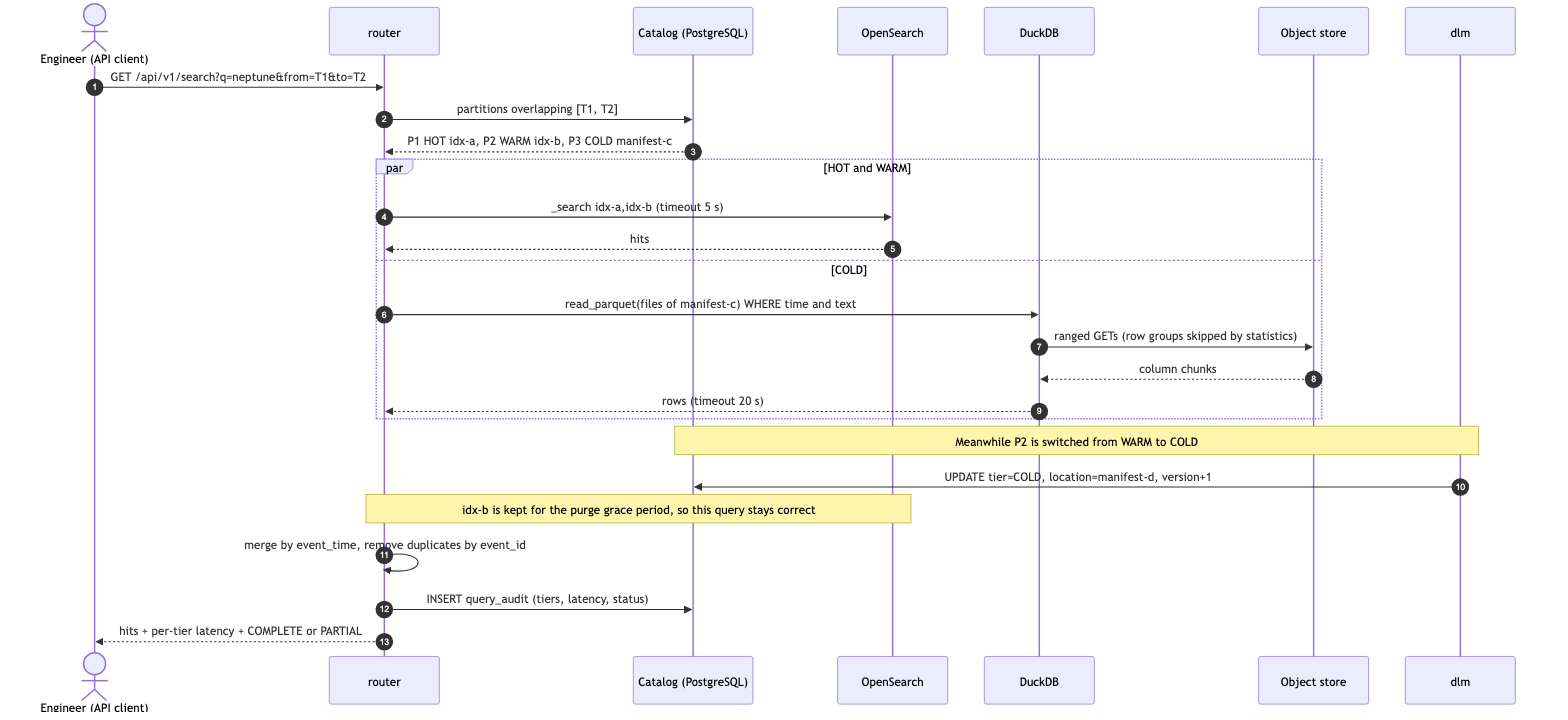 Engineer (API client)
router
Catalog (PostgreSQL)
OpenSearch
DuckDB
Object store
dlm
1 GET /api/v1/search?q=neptune&from=T1&to=T2
2 partitions overlapping [T1, T2]
P1 HOT idx-a, P2 WARM idx-b, P3 COLD manifest-c 3
par
[HOT and WARM]
4 _search idx-a,idx-b (timeout 5 s)
hits 5
[COLD]
6 read_parquet(files of manifest-c) WHERE time and text
7 ranged GETs (row groups skipped by statistics)
column chunks 8
rows (timeout 20 s) 9
Meanwhile P2 is switched from WARM to COLD
UPDATE tier=COLD, location=manifest-d, version+1 10
idx-b is kept for the purge grace period, so this query stays correct
merge by event_time, remove duplicates by event_id
11
12 INSERT query_audit (tiers, latency, status)
hits + per-tier latency + COMPLETE or PARTIAL 13
Engineer (API client)
router
Catalog (PostgreSQL)
OpenSearch
DuckDB
Object store
dlm